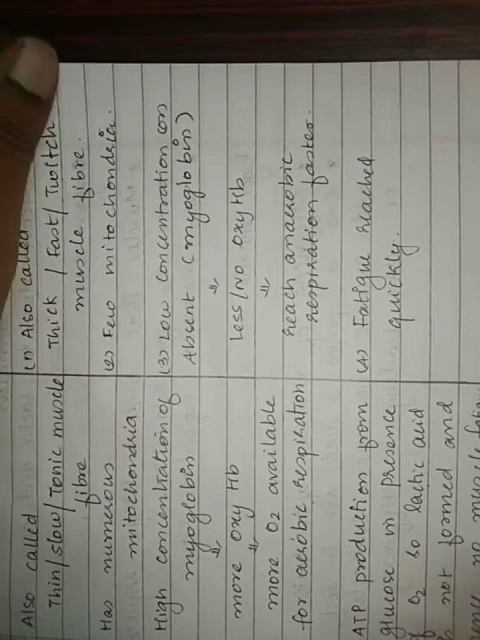 Also called
Thin/slow/Tonic muscle
fibre
Has numerous
mitochondria.
High concentration of
myoglobin
⇓
more oxy Hb
⇓
more O2 available
for aerobic respiration
ATP production from
glucose in presence
O2 so lactic acid
not formed and
no muscle
(1) Also called
Thick / Fast/ Twitch
muscle fibre.
(2) Few mitochondria.
(3) Low concentration (or)
Absent (myoglobin)
⇓
Less/No oxy Hb
⇓
Reach anaerobic
respiration faster.
(4) Fatigue reached
quickly.